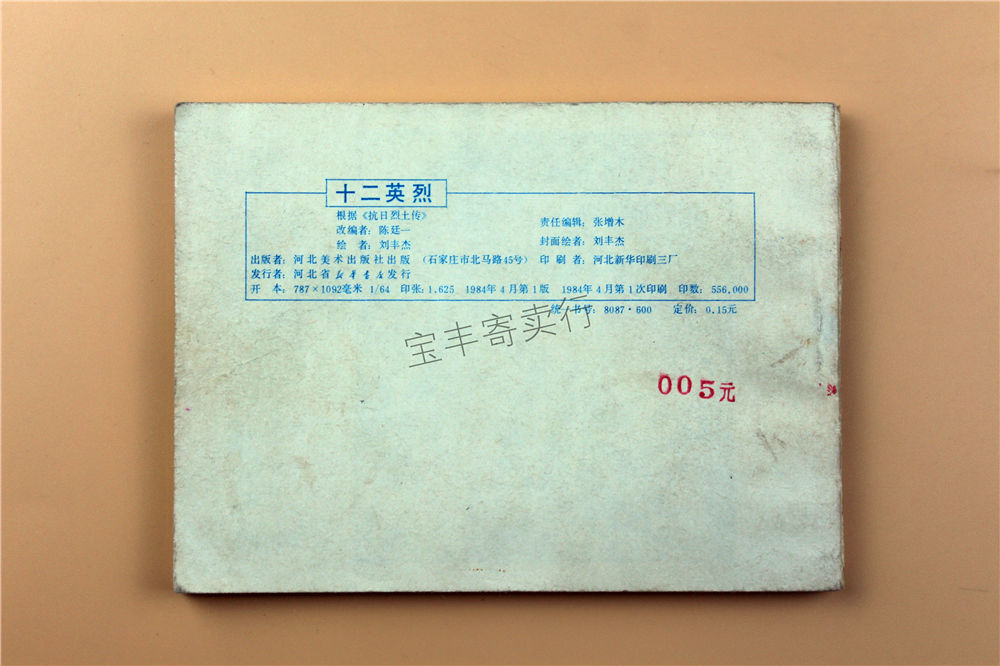 十二英烈
根据《抗日烈士传》
改编者：陈廷一 责任编辑：张增木
绘 者：刘丰杰 封面绘者：刘丰杰
出版者：河北美术出版社出版 （石家庄市北马路45号） 印刷者：河北新华印刷三厂
发行者：河北省新华书店发行
开 本：787×1092毫米 1/64 印张：1.625 1984年4月第1版 1984年4月第1次印刷 印数：556,000
统一书号：8087·600 定价：0.15元
宝丰寄卖行
005元